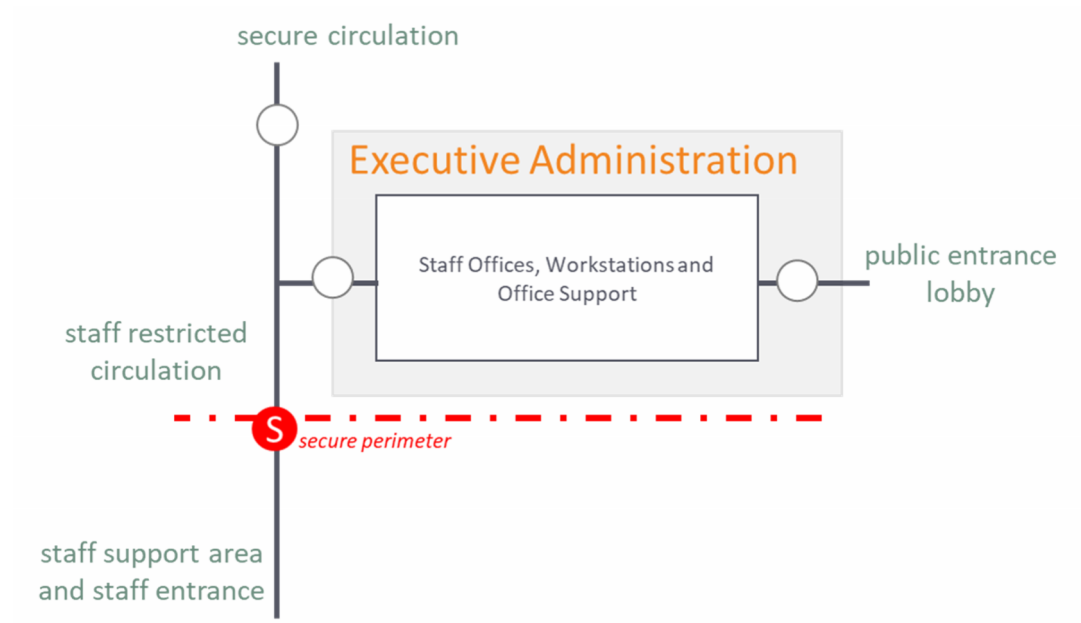 secure circulation
Executive Administration
Staff Offices, Workstations and
Office Support
public entrance
lobby
staff restricted
circulation
S
secure perimeter
staff support area
and staff entrance